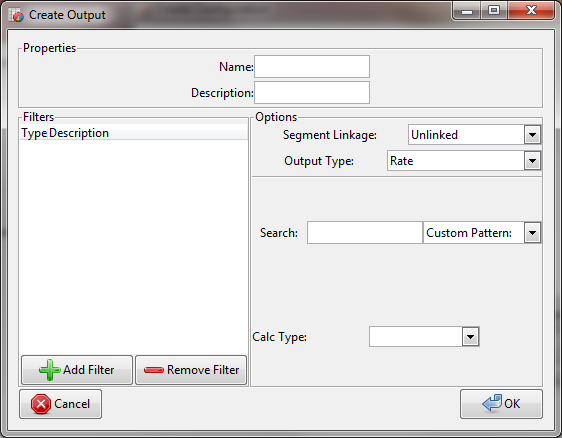 Create Output
Properties
Name:
Description:
Filters
Type Description
Add Filter
Remove Filter
Options
Segment Linkage: Unlinked
Output Type: Rate
Search: Custom Pattern:
Calc Type:
Cancel
OK